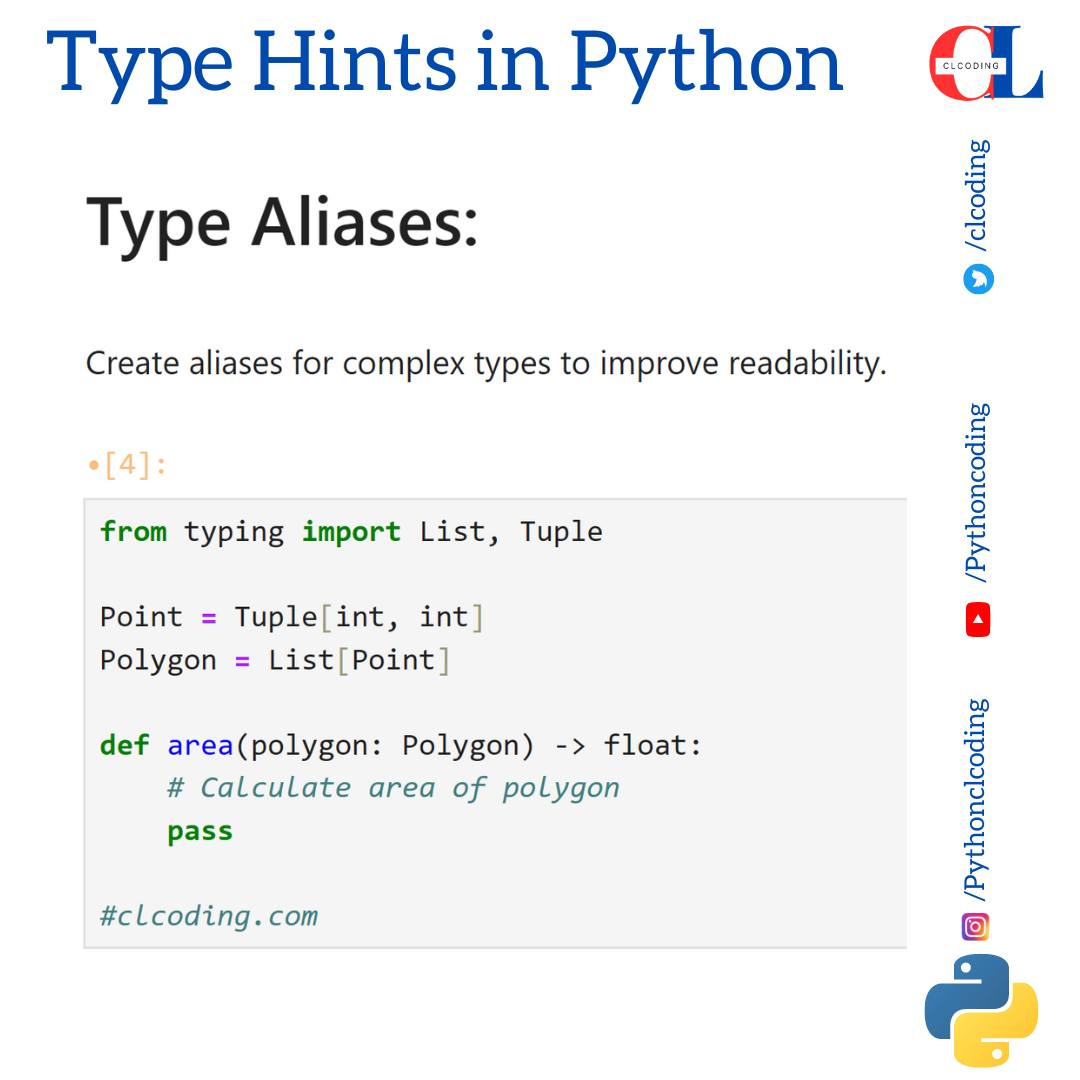 Type Hints in Python
CLCODING
Type Aliases:
Create aliases for complex types to improve readability.
•[4]:
from typing import List, Tuple
Point = Tuple[int, int]
Polygon = List[Point]
def area(polygon: Polygon) -> float:
    # Calculate area of polygon
    pass
#clcoding.com
/clcoding
/Pythoncoding
/Pythonclcoding